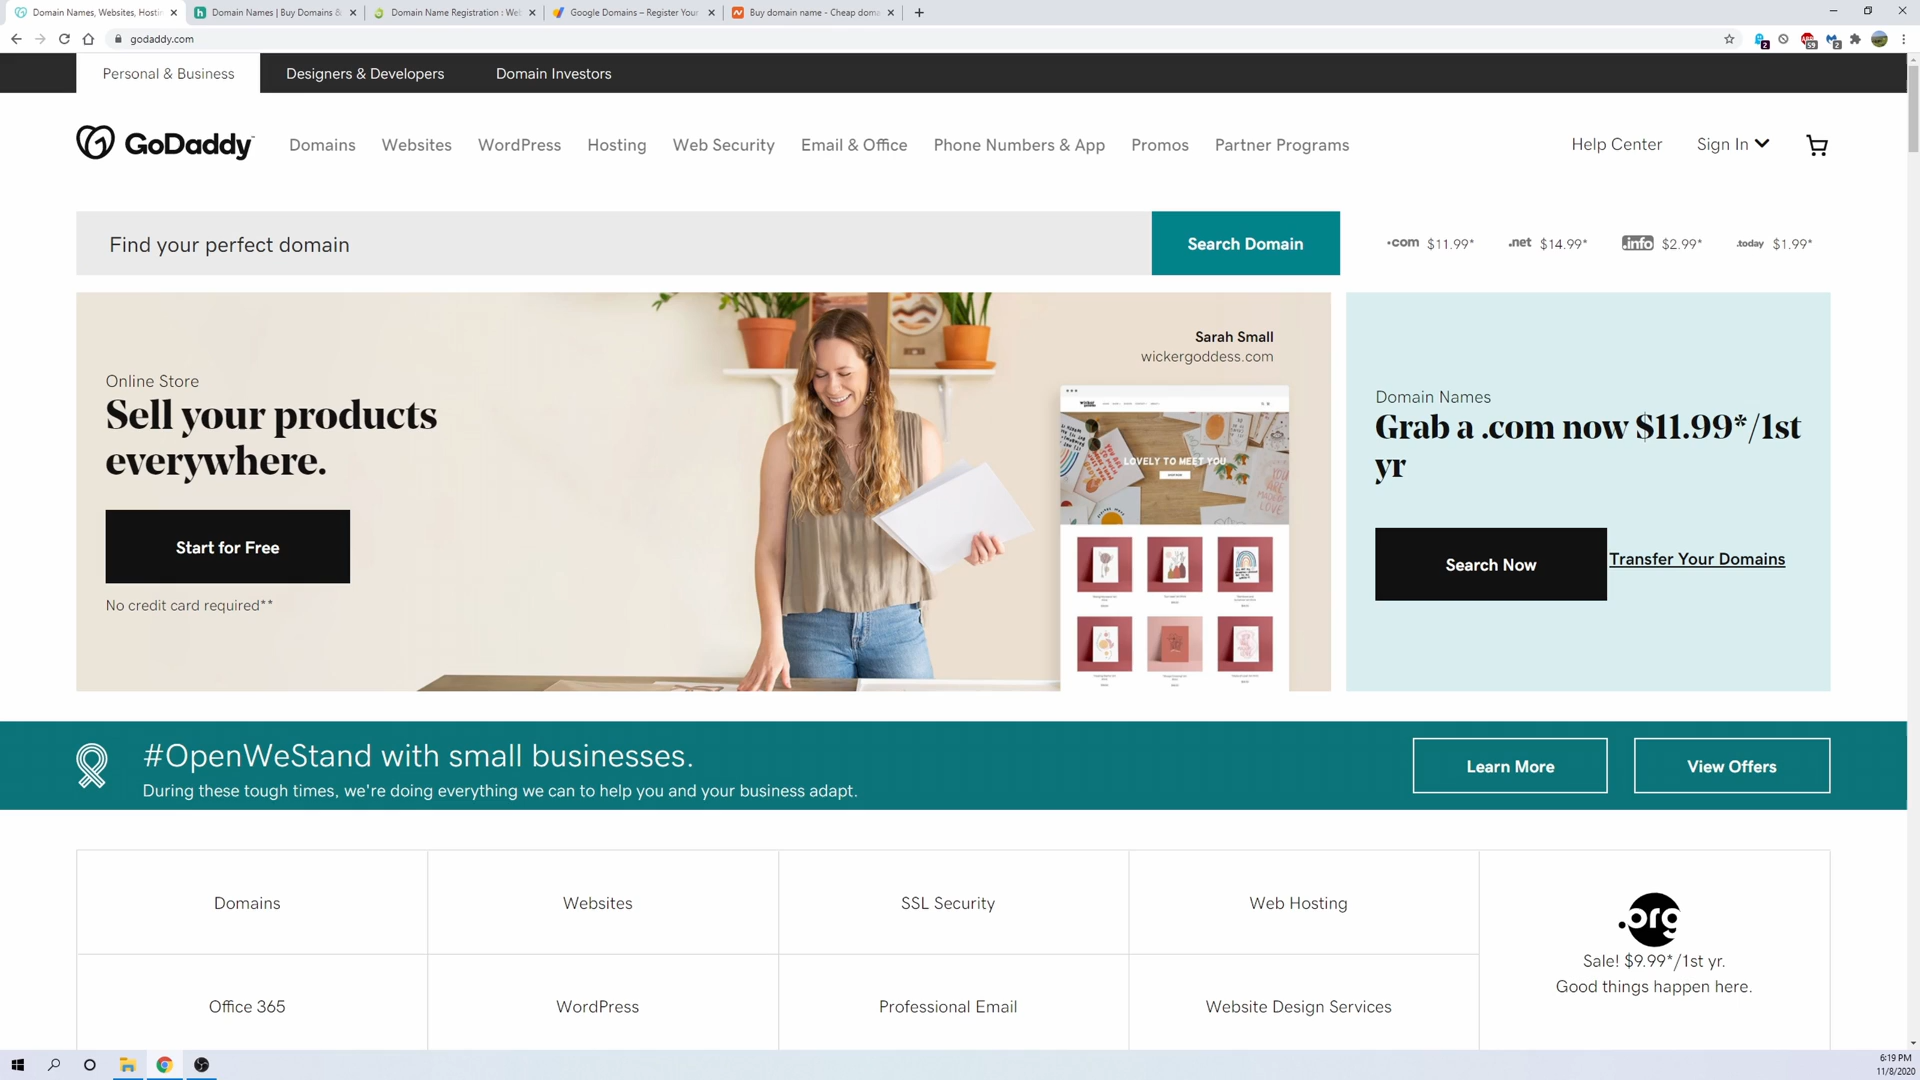 Domain Names, Websites, Hostin
Domain Names | Buy Domains &
Domain Name Registration : We
Google Domains – Register Your
Buy domain name - Cheap doma
godaddy.com
2
59
2
Personal & Business
Designers & Developers
Domain Investors
GoDaddy
Domains
Websites
WordPress
Hosting
Web Security
Email & Office
Phone Numbers & App
Promos
Partner Programs
Help Center
Sign In
Find your perfect domain
Search Domain
.com $11.99*
.net $14.99*
.info $2.99*
.today $1.99*
Online Store
Sell your products
everywhere.
Start for Free
No credit card required**
Sarah Small
wickergoddess.com
LOVELY TO MEET YOU
Domain Names
Grab a .com now $11.99*/1st
yr
Search Now
Transfer Your Domains
#OpenWeStand with small businesses.
During these tough times, we're doing everything we can to help you and your business adapt.
Learn More
View Offers
Domains
Websites
SSL Security
Web Hosting
.org
Sale! $9.99*/1st yr.
Good things happen here.
Office 365
WordPress
Professional Email
Website Design Services
6:19 PM
11/8/2020